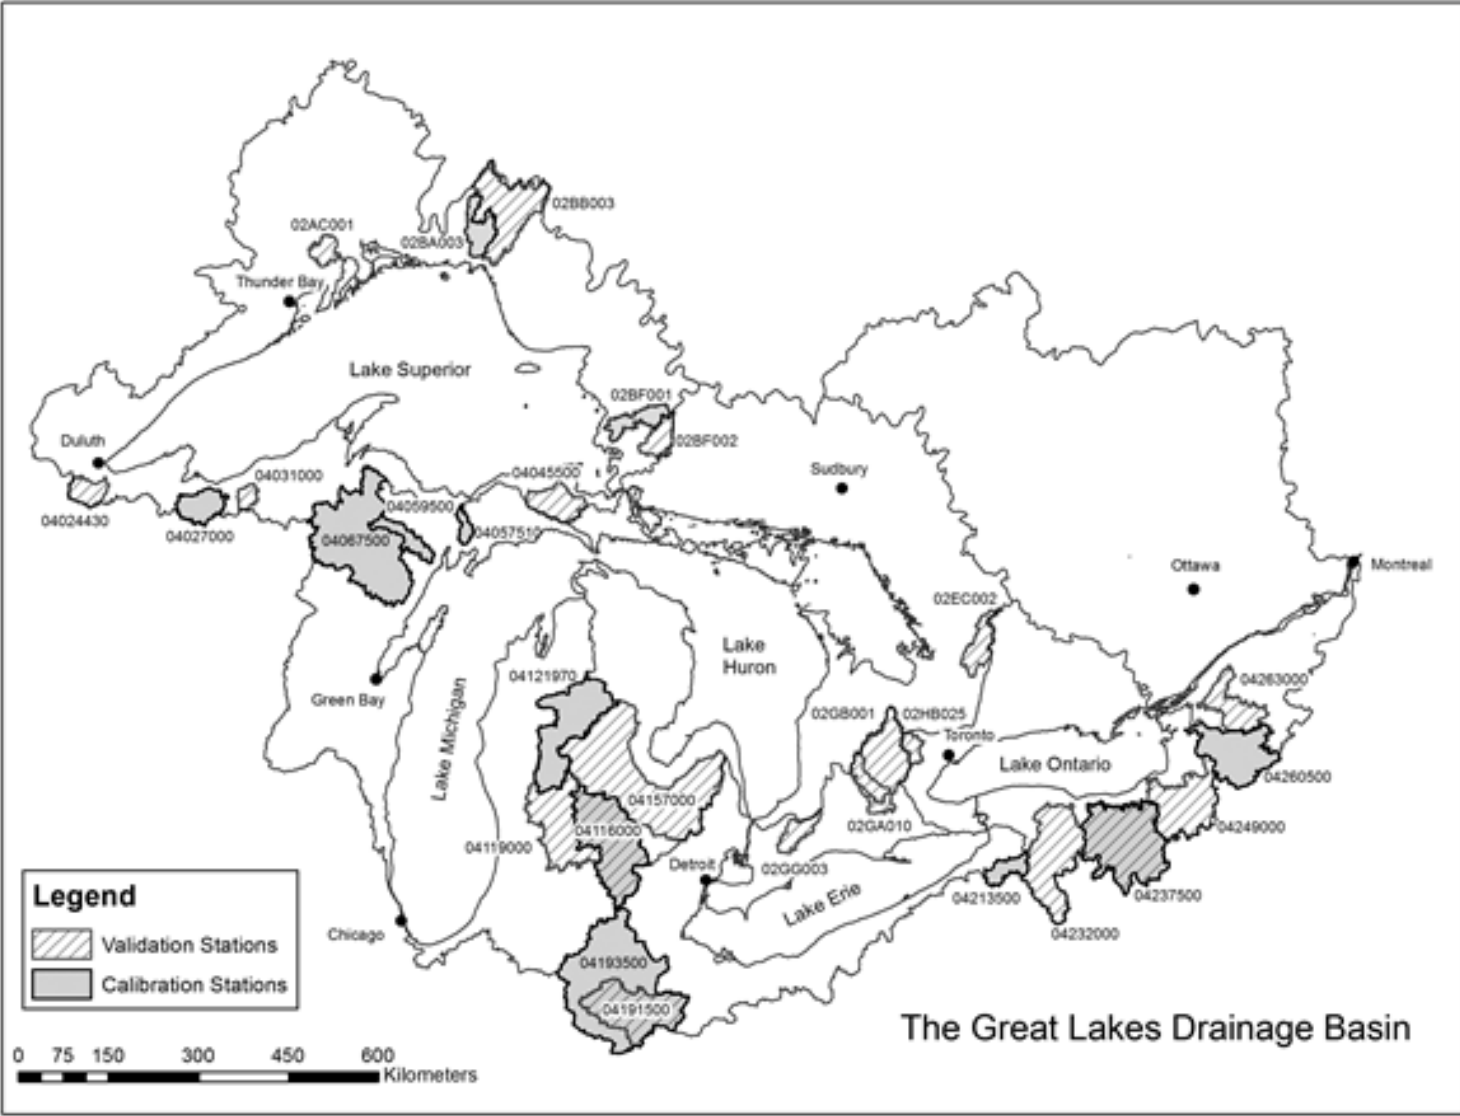 02BB003
02AC001
02BA003
Thunder Bay
Lake Superior
02BF001
02BF002
Duluth
04031000
04045500
Sudbury
04024430
04027000
04059500
04057510
04067500
Ottawa
Montreal
02EC002
Lake
Huron
04121970
04263000
Green Bay
Lake Michigan
02GB001
02HB025
Toronto
Lake Ontario
04260500
04157000
04116000
04119000
02GA010
04249000
Detroit
02GG003
Lake Erie
04213500
04237500
04232000
Chicago
04193500
04191500
Legend
Validation Stations
Calibration Stations
The Great Lakes Drainage Basin
0 75 150 300 450 600
Kilometers